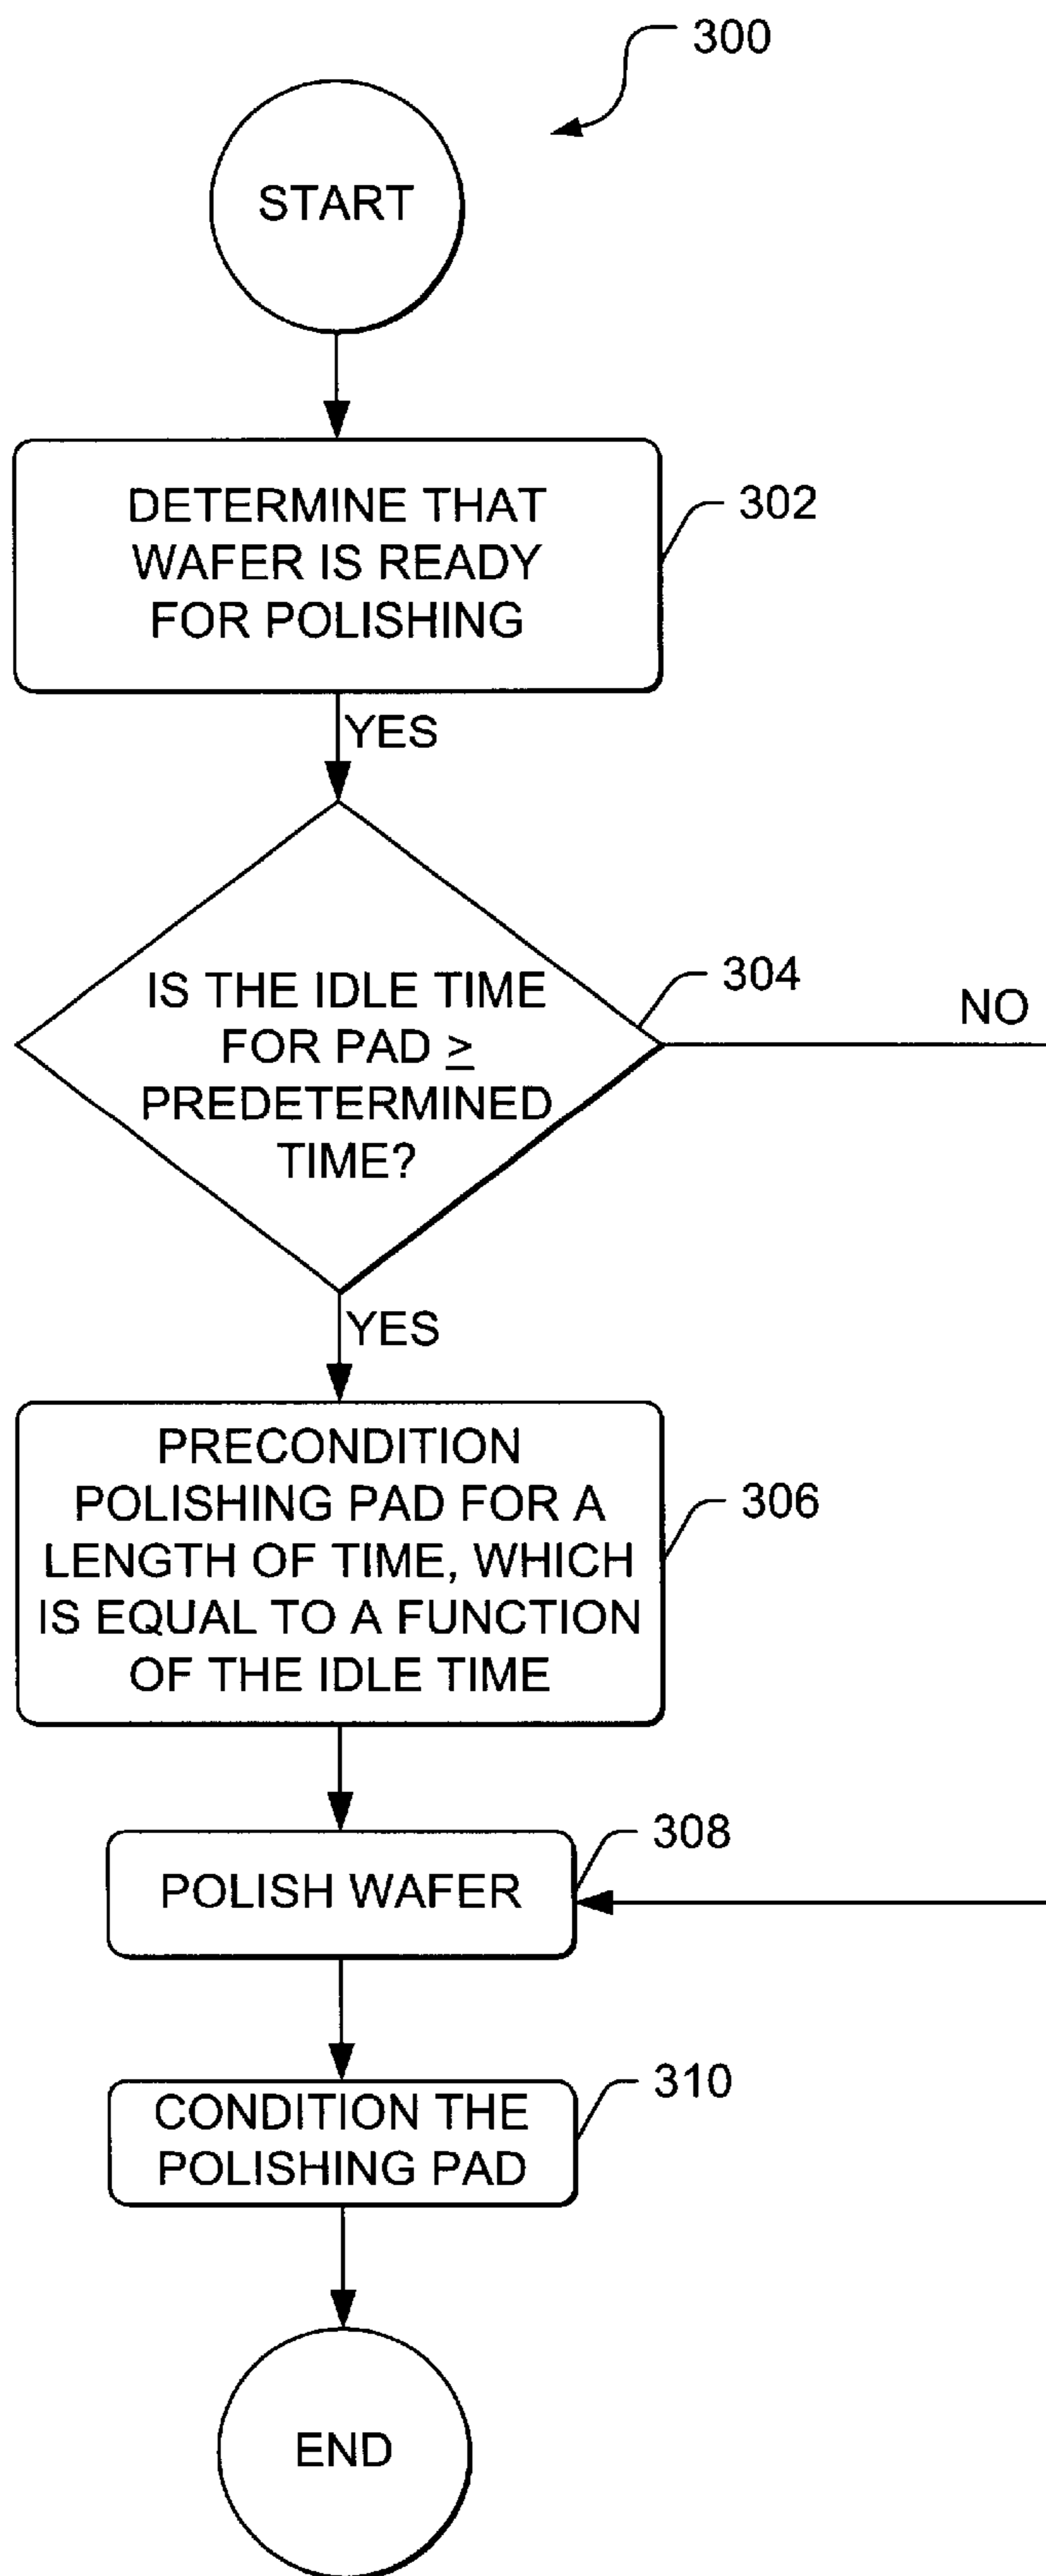 300
START
DETERMINE THAT
WAFER IS READY
FOR POLISHING
302
YES
IS THE IDLE TIME
FOR PAD ≥
PREDETERMINED
TIME?
304
NO
YES
PRECONDITION
POLISHING PAD FOR A
LENGTH OF TIME, WHICH
IS EQUAL TO A FUNCTION
OF THE IDLE TIME
306
POLISH WAFER
308
CONDITION THE
POLISHING PAD
310
END